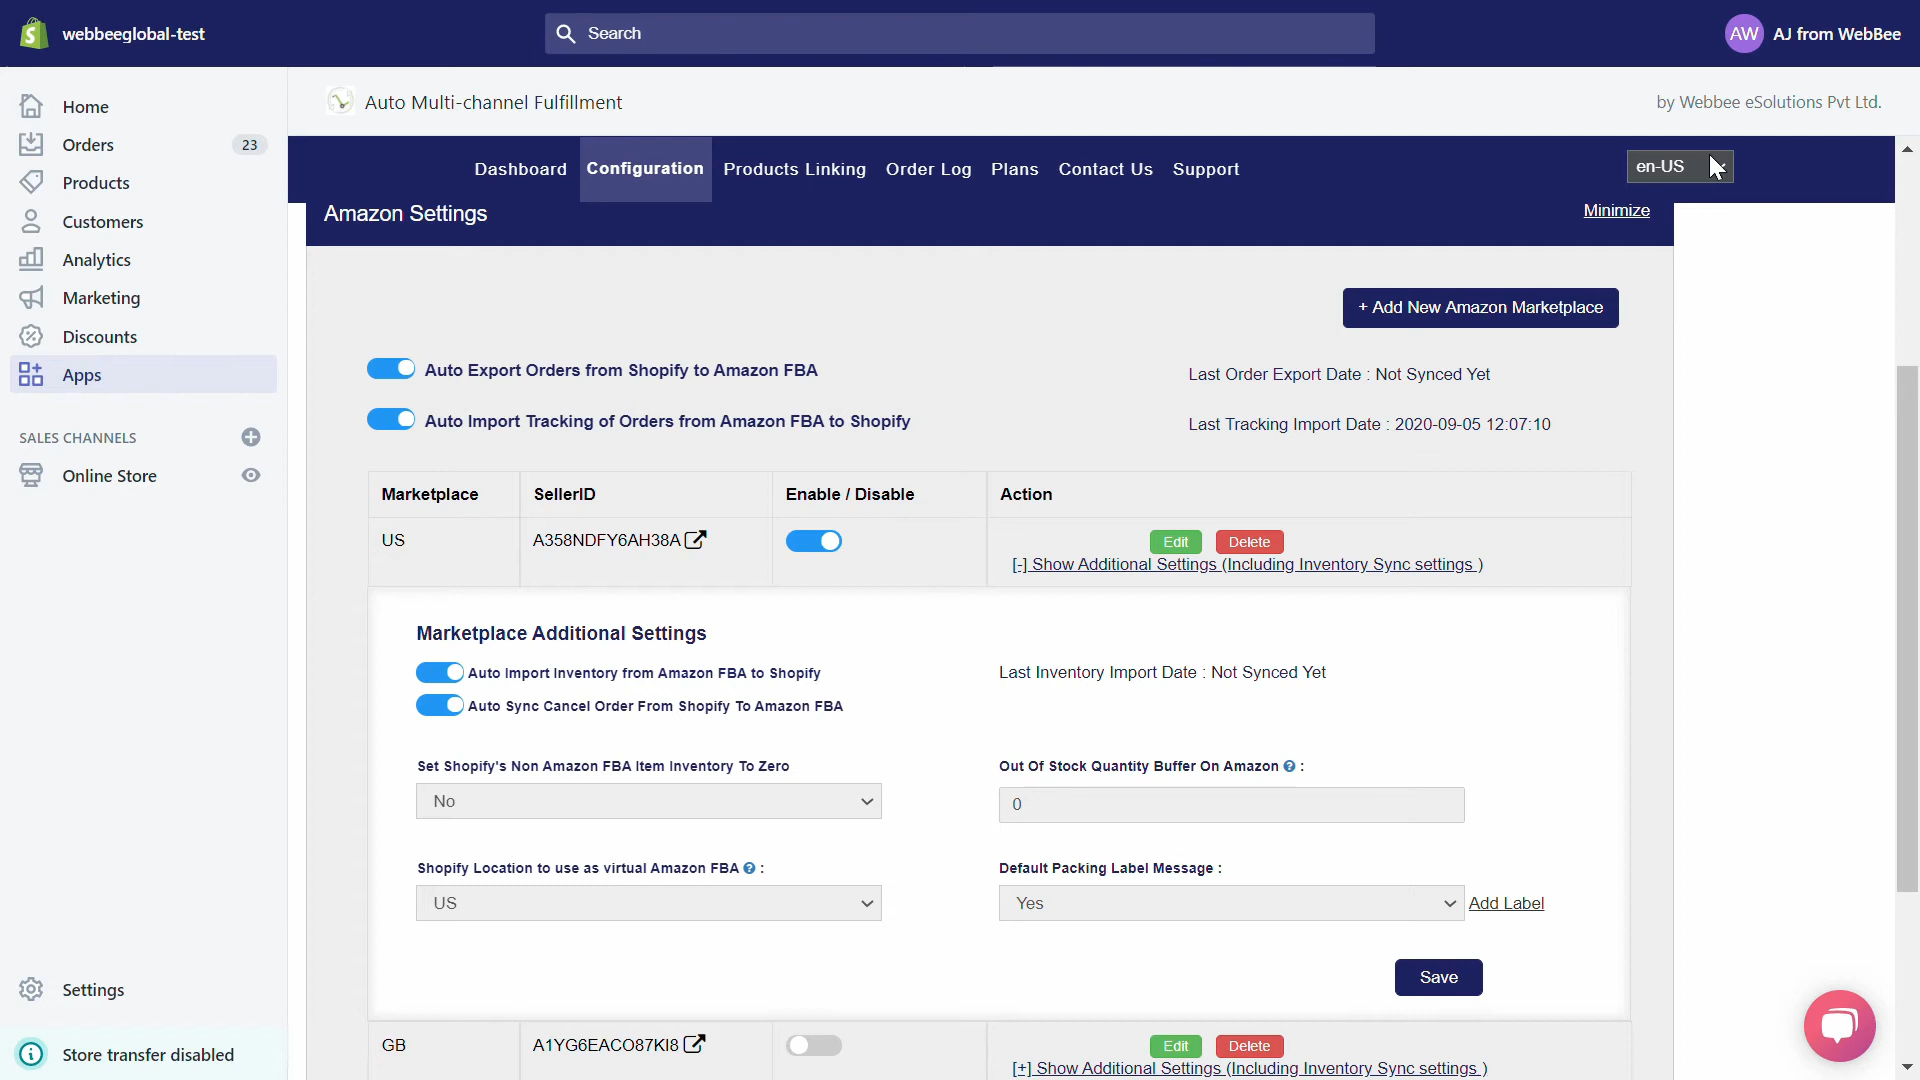 webbeeglobal-test
Search
AW AJ from WebBee
Home
Orders 23
Products
Customers
Analytics
Marketing
Discounts
Apps
SALES CHANNELS
Online Store
Settings
Store transfer disabled
Auto Multi-channel Fulfillment
by Webbee eSolutions Pvt Ltd.
Dashboard Configuration Products Linking Order Log Plans Contact Us Support
en-US
Amazon Settings
Minimize
+ Add New Amazon Marketplace
Auto Export Orders from Shopify to Amazon FBA
Last Order Export Date : Not Synced Yet
Auto Import Tracking of Orders from Amazon FBA to Shopify
Last Tracking Import Date : 2020-09-05 12:07:10
Marketplace SellerID Enable / Disable Action
US A358NDFY6AH38A Edit Delete
[-] Show Additional Settings (Including Inventory Sync settings )
Marketplace Additional Settings
Auto Import Inventory from Amazon FBA to Shopify
Last Inventory Import Date : Not Synced Yet
Auto Sync Cancel Order From Shopify To Amazon FBA
Set Shopify's Non Amazon FBA Item Inventory To Zero
No
Out Of Stock Quantity Buffer On Amazon ? :
0
Shopify Location to use as virtual Amazon FBA ? :
US
Default Packing Label Message :
Yes
Add Label
Save
GB A1YG6EACO87KI8 Edit Delete
[+] Show Additional Settings (Including Inventory Sync settings )